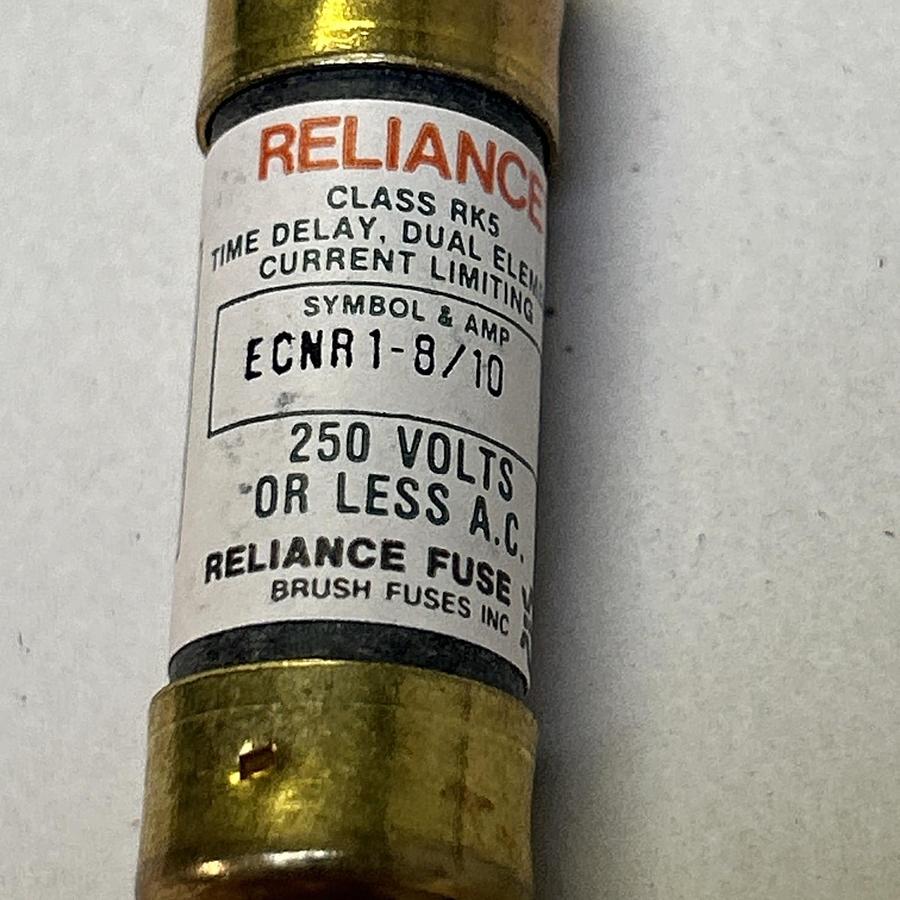 RELIANCE
CLASS RK5
TIME DELAY, DUAL ELEM
CURRENT LIMITING
SYMBOL & AMP
ECNR1-8/10
250 VOLTS
OR LESS A.C.
RELIANCE FUSE
BRUSH FUSES INC